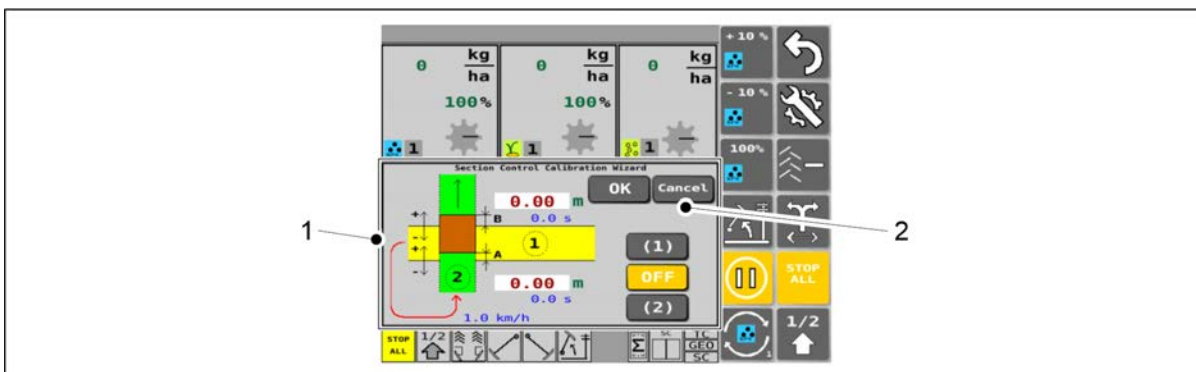 0 kg/ha 0 kg/ha 0 kg/ha
100% 100%
1 1 1
+10 %
- 10 %
100%
Section Control Calibration Wizard
OK Cancel
0.00 m
0.0 s
+
-
+
-
B
A
1
2
0.00 m
0.0 s
1.0 km/h
(1)
OFF
(2)
1
2
STOP ALL
1/2
1
STOP ALL
1/2
Σ
SC
TC
GEO
SC